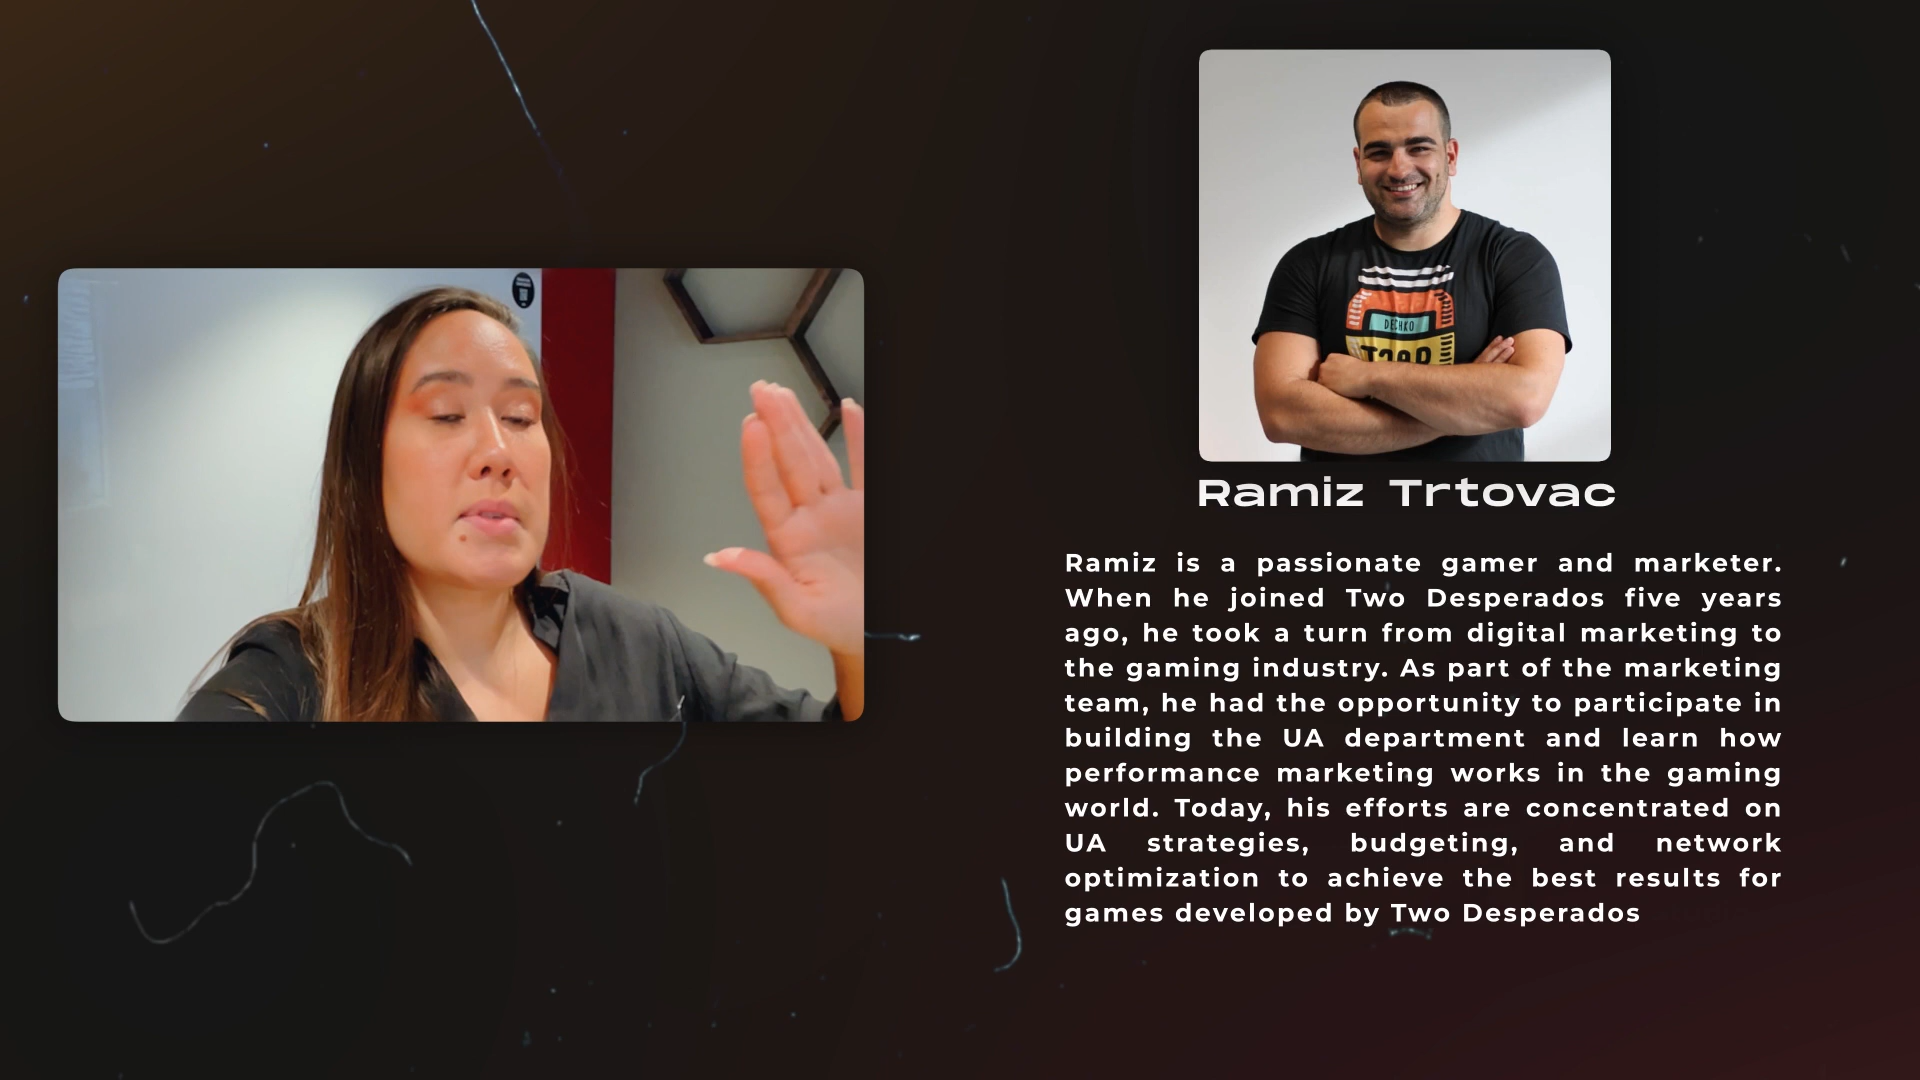 DECHKO
Ramiz Trtovac
Ramiz is a passionate gamer and marketer.
When he joined Two Desperados five years
ago, he took a turn from digital marketing to
the gaming industry. As part of the marketing
team, he had the opportunity to participate in
building the UA department and learn how
performance marketing works in the gaming
world. Today, his efforts are concentrated on
UA strategies, budgeting, and network
optimization to achieve the best results for
games developed by Two Desperados